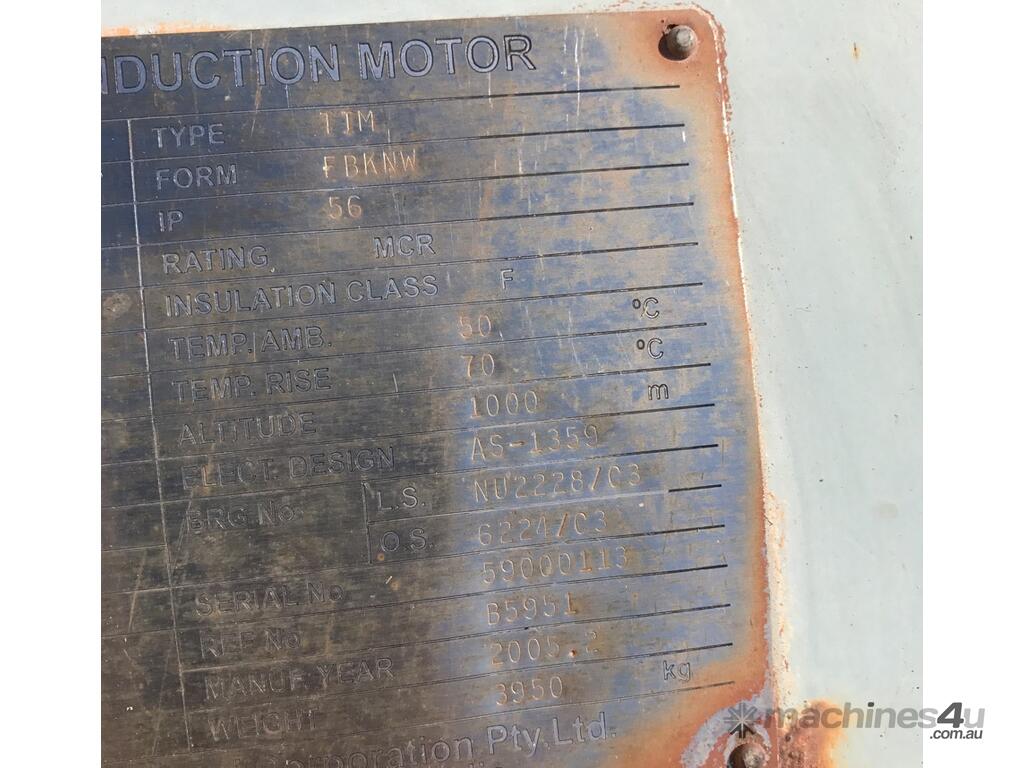 NDUCTION MOTOR
TYPE TIM
FORM FBKNW
IP 56
RATING MCR
INSULATION CLASS F
TEMP. AMB. 50 °C
TEMP. RISE 70 °C
ALTITUDE 1000 m
ELECT. DESIGN AS-1359
BRG No. L.S. NU2228/C3
O.S. 6224/C3
SERIAL No. 59000113
REF No. B5951
MANUF. YEAR 2005.2
WEIGHT 3950 kg
Corporation Pty.Ltd.
machines4u
.com.au